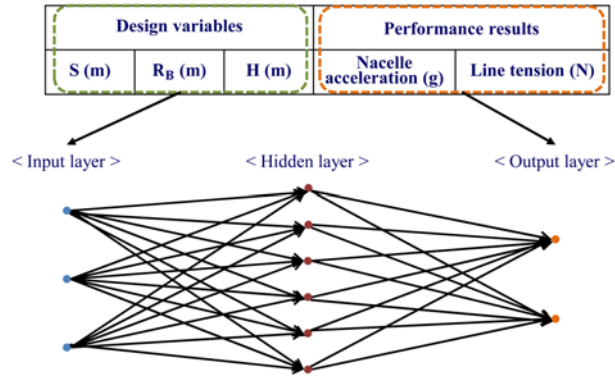 Design variables Performance results
S (m) R_B (m) H (m) Nacelle acceleration (g) Line tension (N)
< Input layer > < Hidden layer > < Output layer >